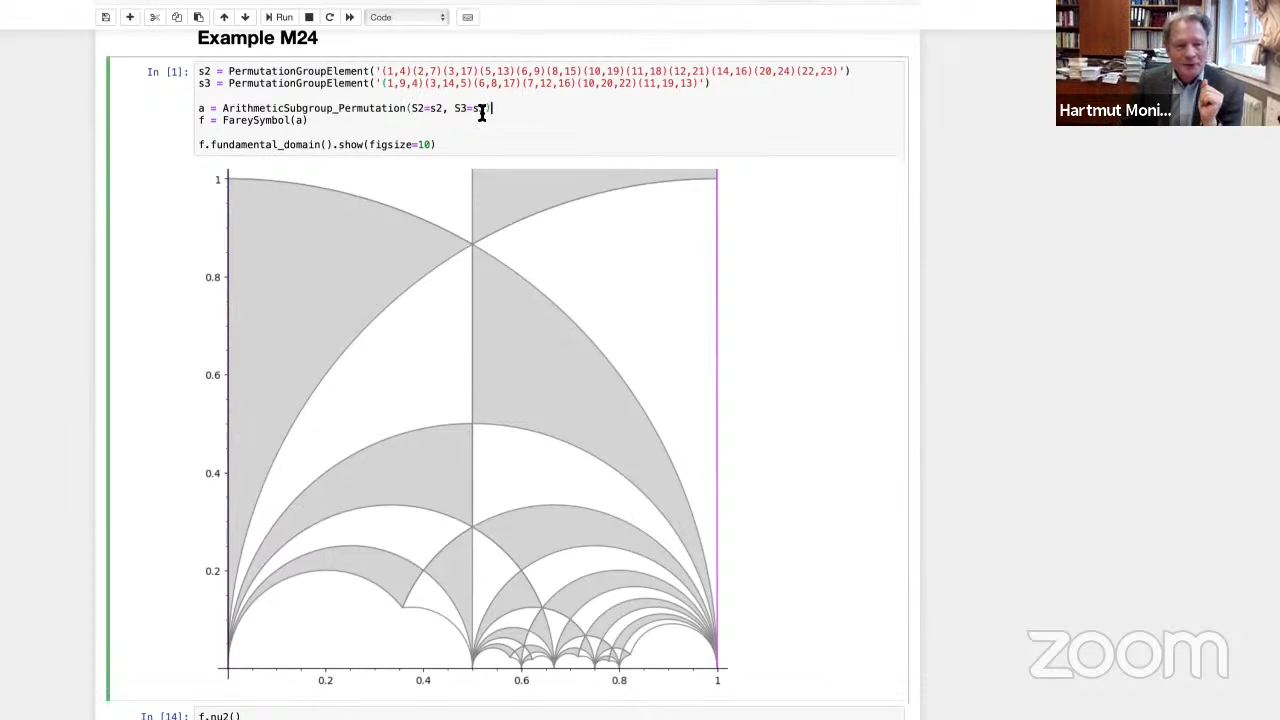 Run
Code
Example M24
In [1]:
s2 = PermutationGroupElement('(1,4)(2,7)(3,17)(5,13)(6,9)(8,15)(10,19)(11,18)(12,21)(14,16)(20,24)(22,23)')
s3 = PermutationGroupElement('(1,9,4)(3,14,5)(6,8,17)(7,12,16)(10,20,22)(11,19,13)')
a = ArithmeticSubgroup_Permutation(S2=s2, S3=
f = FareySymbol(a)
f.fundamental_domain().show(figsize=10)
1
0.8
0.6
0.4
0.2
0.2 0.4 0.6 0.8 1
In [14]: f.nu2()
Hartmut Moni...
zoom